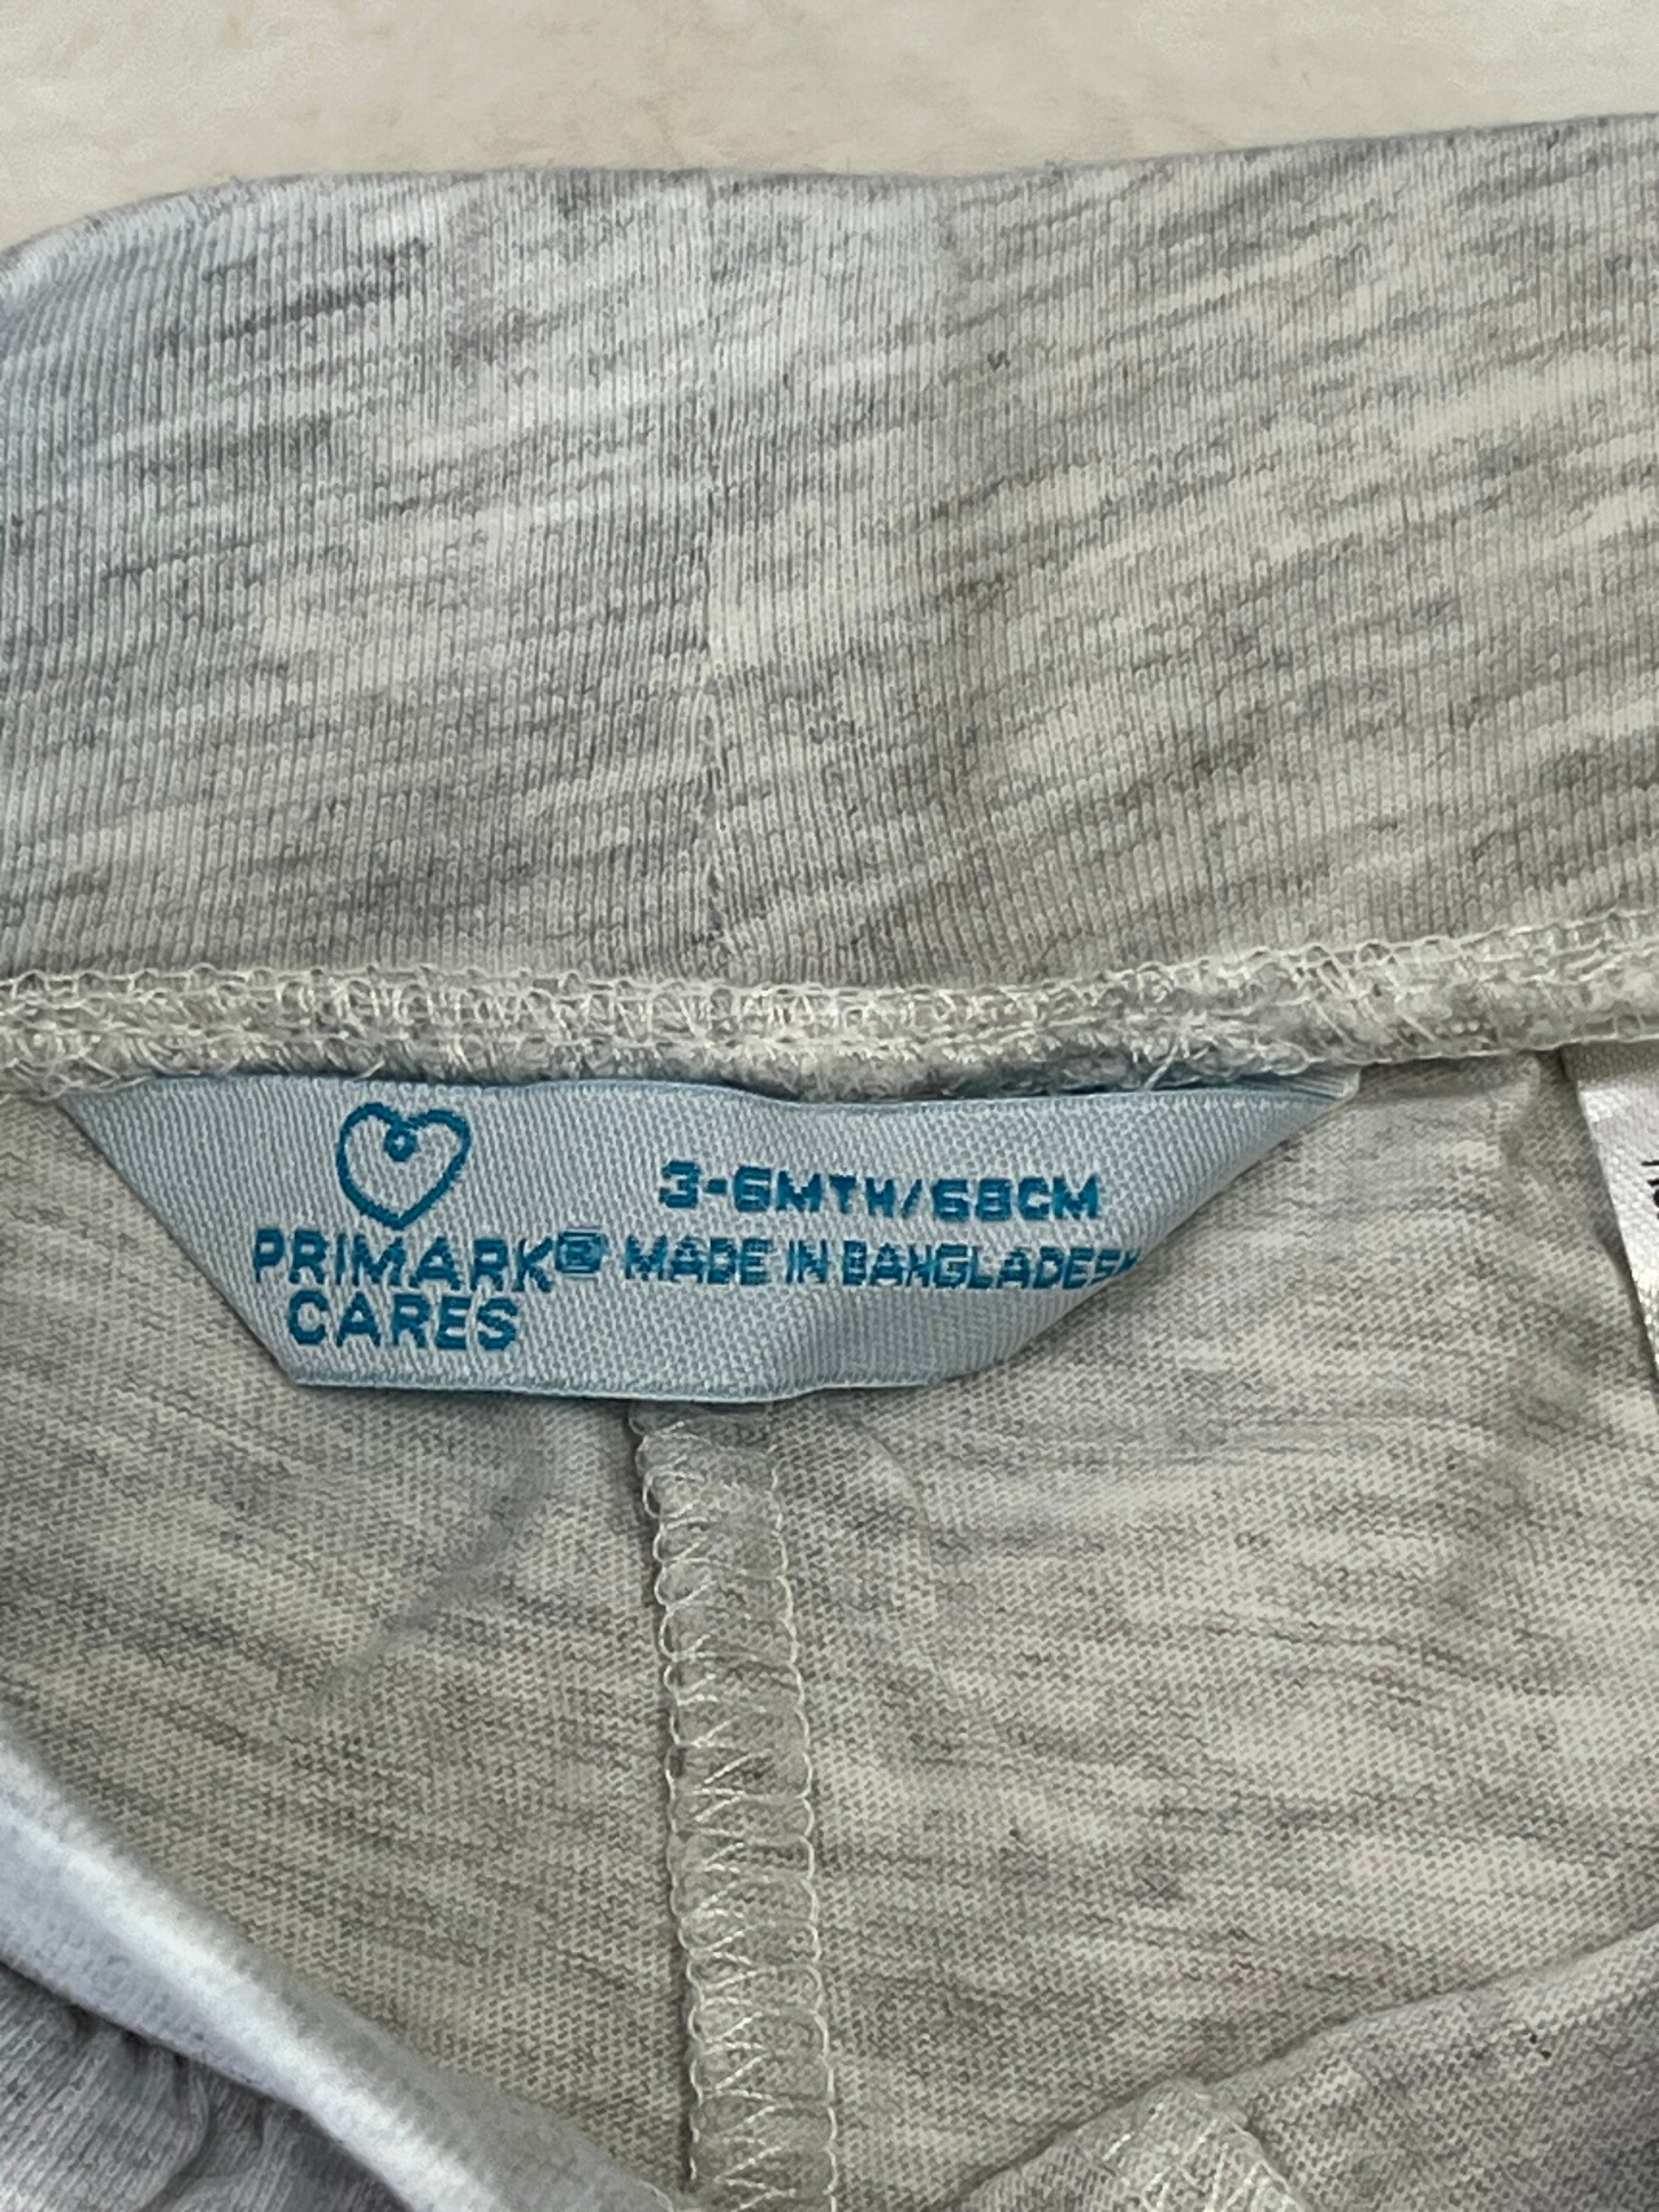 3-6MTH/68CM
PRIMARK® MADE IN BANGLADESH
CARES